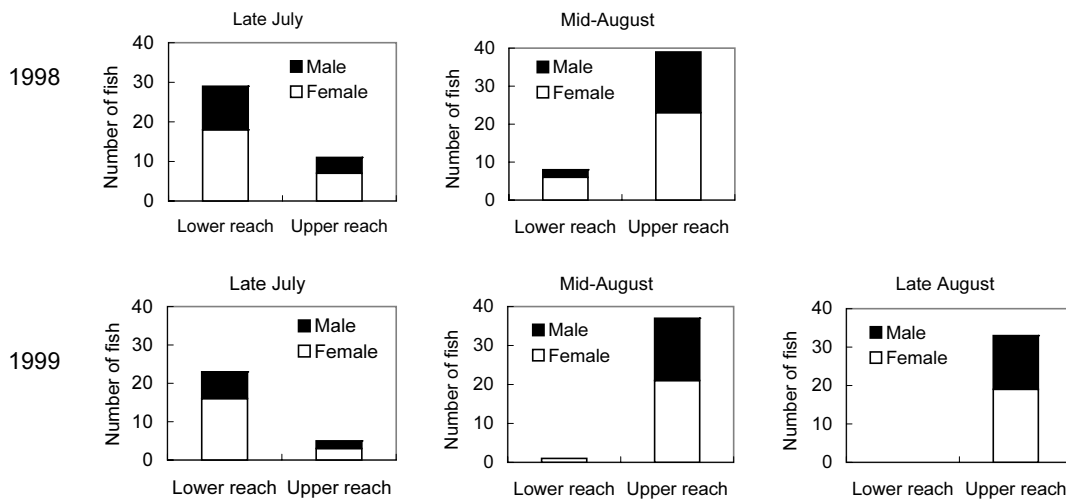 Late July
Mid-August
1998
Number of fish
40
30
20
10
0
Male
Female
Lower reach Upper reach
Number of fish
40
30
20
10
0
Male
Female
Lower reach Upper reach
Late July
Mid-August
Late August
1999
Number of fish
40
30
20
10
0
Male
Female
Lower reach Upper reach
Number of fish
40
30
20
10
0
Male
Female
Lower reach Upper reach
Number of fish
40
30
20
10
0
Male
Female
Lower reach Upper reach